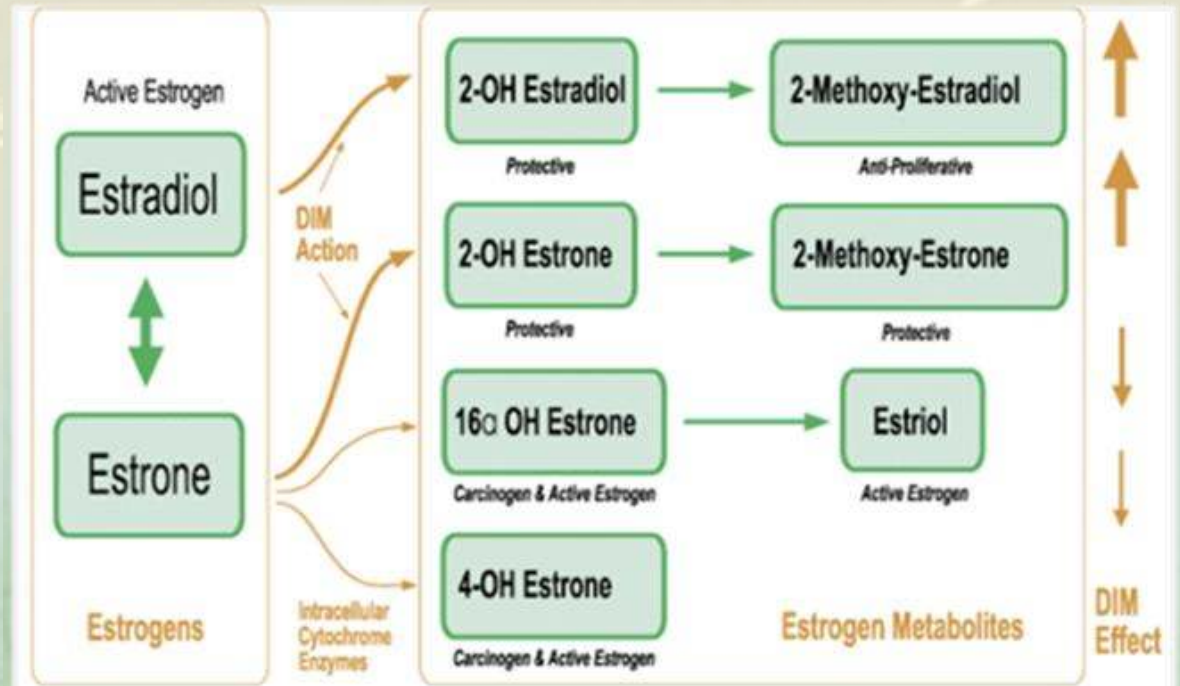 Active Estrogen
Estradiol
Estrone
Estrogens
DIM
Action
Intracellular
Cytochrome
Enzymes
2-OH Estradiol
Protective
2-Methoxy-Estradiol
Anti-Proliferative
2-OH Estrone
Protective
2-Methoxy-Estrone
Protective
16α OH Estrone
Carcinogen & Active Estrogen
Estriol
Active Estrogen
4-OH Estrone
Carcinogen & Active Estrogen
Estrogen Metabolites
DIM
Effect